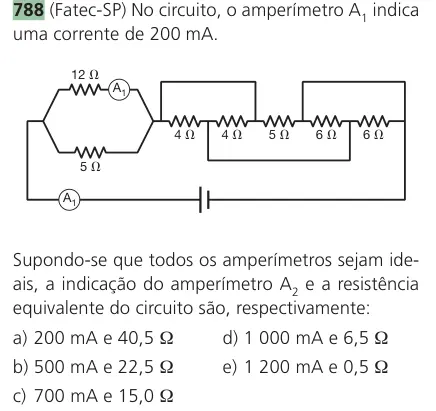 788 (Fatec-SP) No circuito, o amperímetro A₁ indica
uma corrente de 200 mA.
12 Ω
A₁
4 Ω 4 Ω 5 Ω 6 Ω 6 Ω
5 Ω
A₁
Supondo-se que todos os amperímetros sejam ide-
ais, a indicação do amperímetro A₂ e a resistência
equivalente do circuito são, respectivamente:
a) 200 mA e 40,5 Ω d) 1 000 mA e 6,5 Ω
b) 500 mA e 22,5 Ω e) 1 200 mA e 0,5 Ω
c) 700 mA e 15,0 Ω